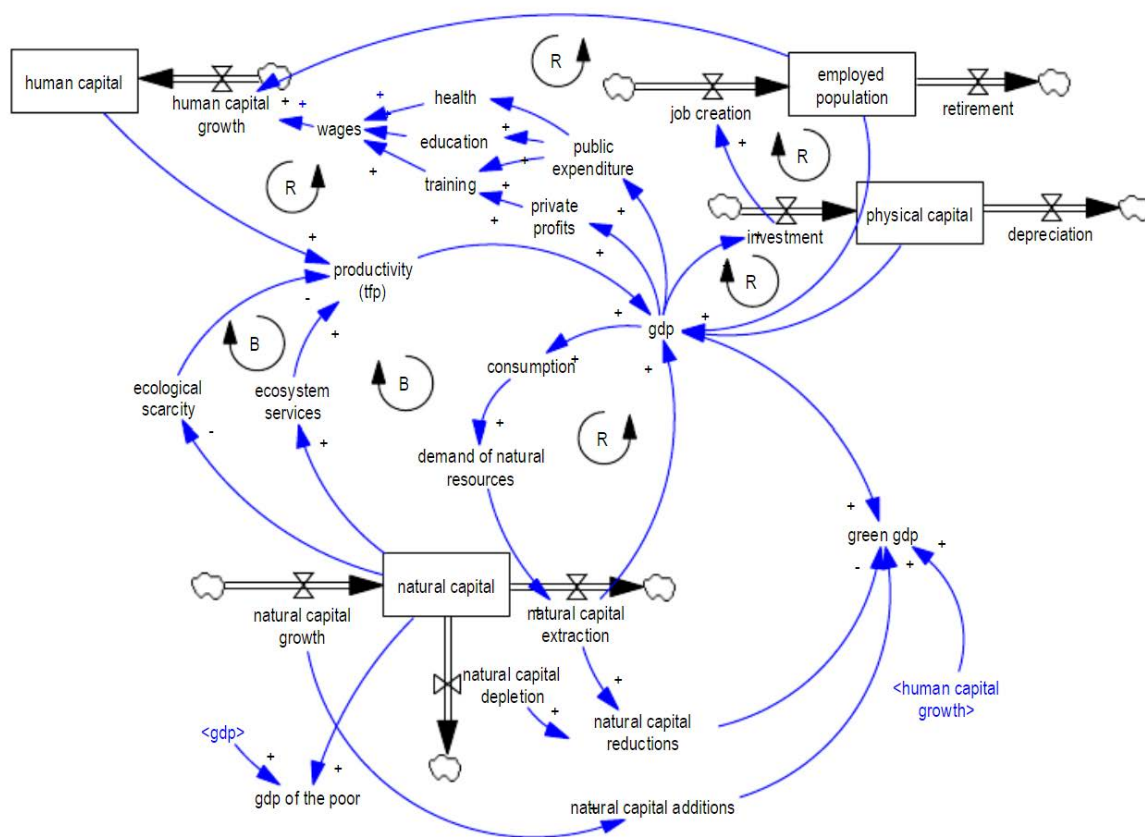 human capital
human capital
growth
R
employed
population
retirement
job creation
R
health
wages
education
public
expenditure
training
R
private
profits
physical capital
investment
depreciation
R
productivity
(tfp)
gdp
B
B
consumption
ecological
scarcity
ecosystem
services
R
demand of natural
resources
green gdp
natural capital
natural capital
growth
natural capital
extraction
natural capital
depletion
<human capital
growth>
natural capital
reductions
<gdp>
gdp of the poor
natural capital additions